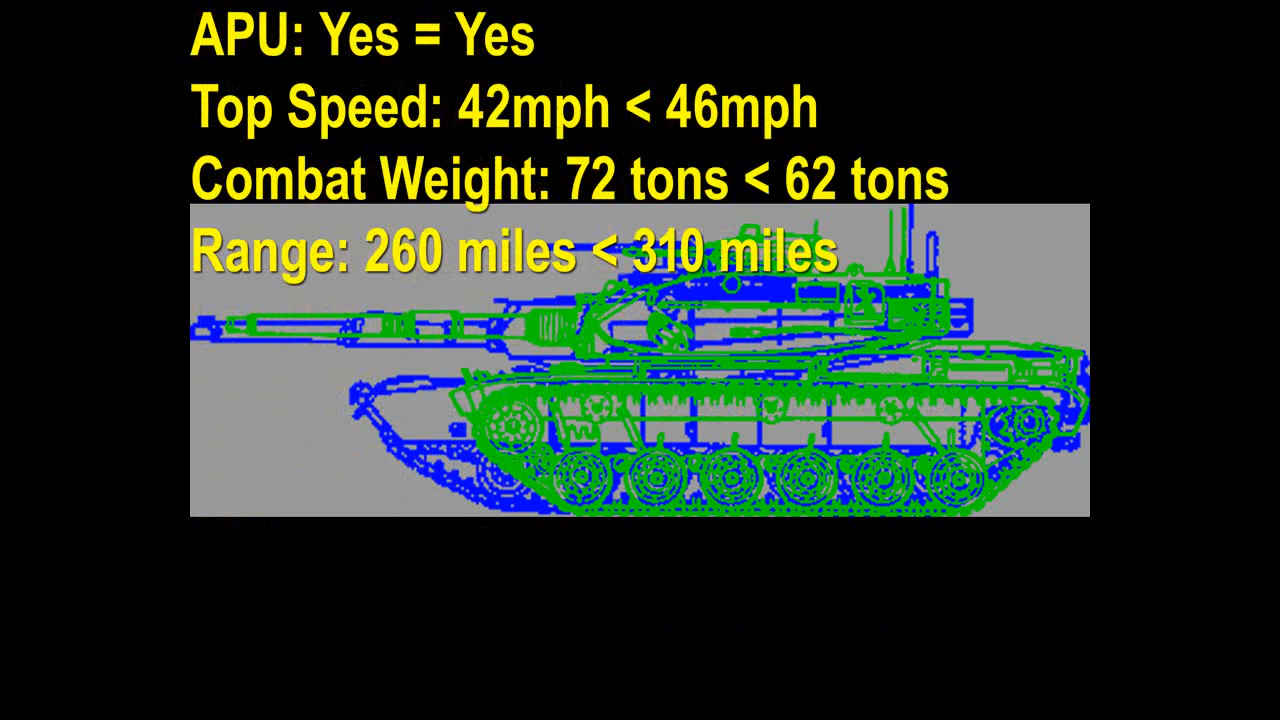 APU: Yes = Yes
Top Speed: 42mph < 46mph
Combat Weight: 72 tons < 62 tons
Range: 260 miles < 310 miles